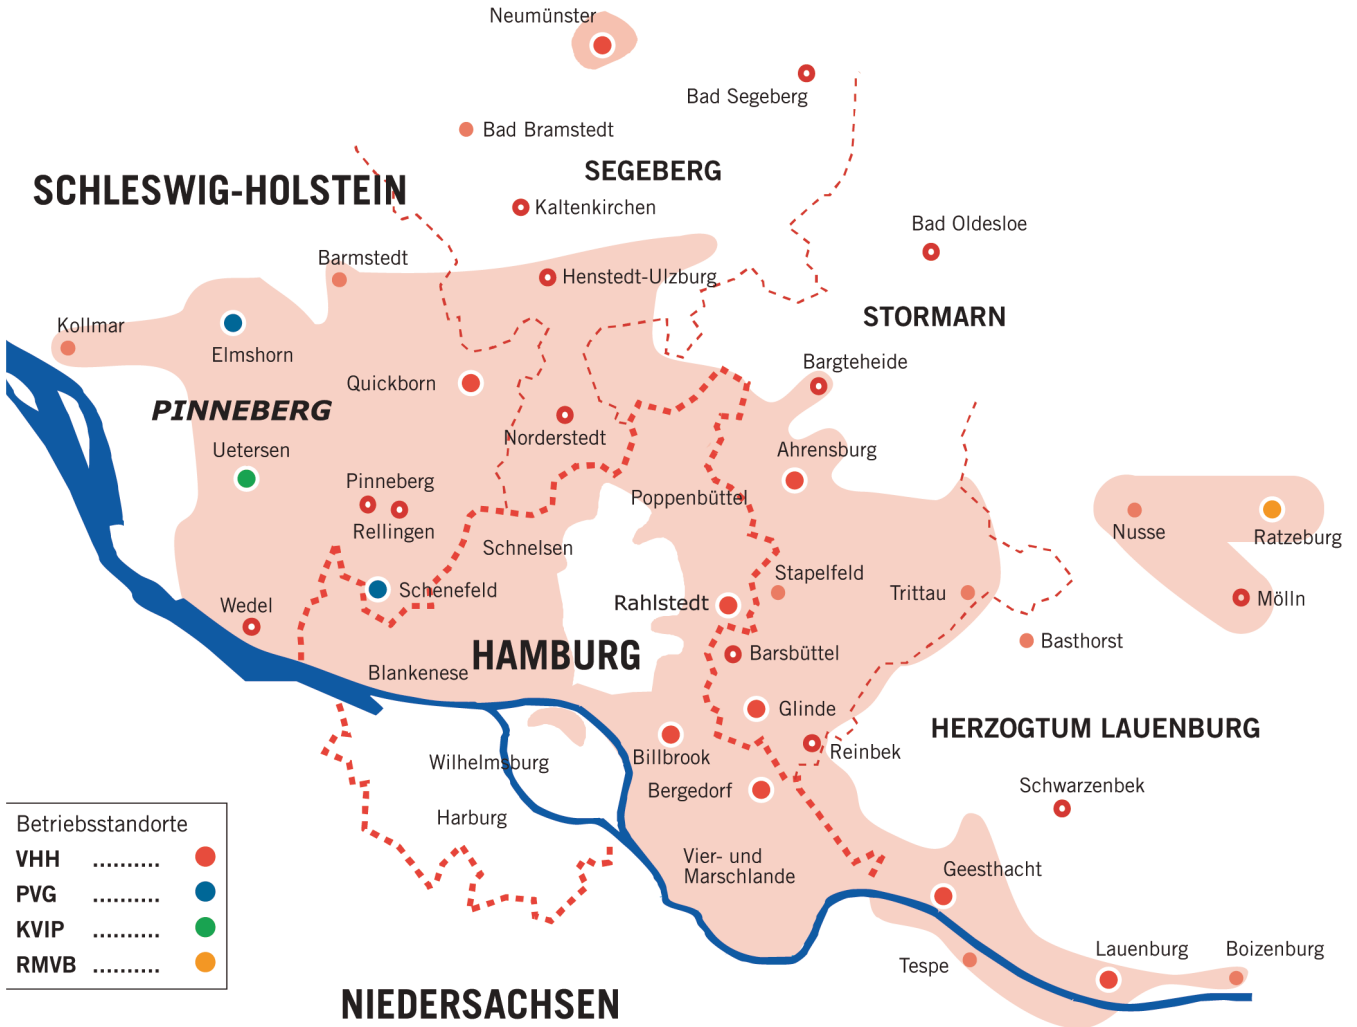 Neumünster
Bad Segeberg
Bad Bramstedt
SEGEBERG
SCHLESWIG-HOLSTEIN
Kaltenkirchen
Bad Oldesloe
Barmstedt
Henstedt-Ulzburg
STORMARN
Kollmar
Elmshorn
Bargteheide
Quickborn
PINNEBERG
Norderstedt
Uetersen
Ahrensburg
Pinneberg
Poppenbüttel
Rellingen
Nusse
Ratzeburg
Schnelsen
Stapelfeld
Schenefeld
Trittau
Rahlstedt
Mölln
Wedel
Basthorst
HAMBURG
Barsbüttel
Blankenese
Glinde
HERZOGTUM LAUENBURG
Reinbek
Billbrook
Wilhelmsburg
Bergedorf
Schwarzenbek
Harburg
Vier- und
Marschlande
Geesthacht
Lauenburg
Boizenburg
Tespe
NIEDERSACHSEN
Betriebsstandorte
VHH ..........
PVG ..........
KVIP ..........
RMVB ..........